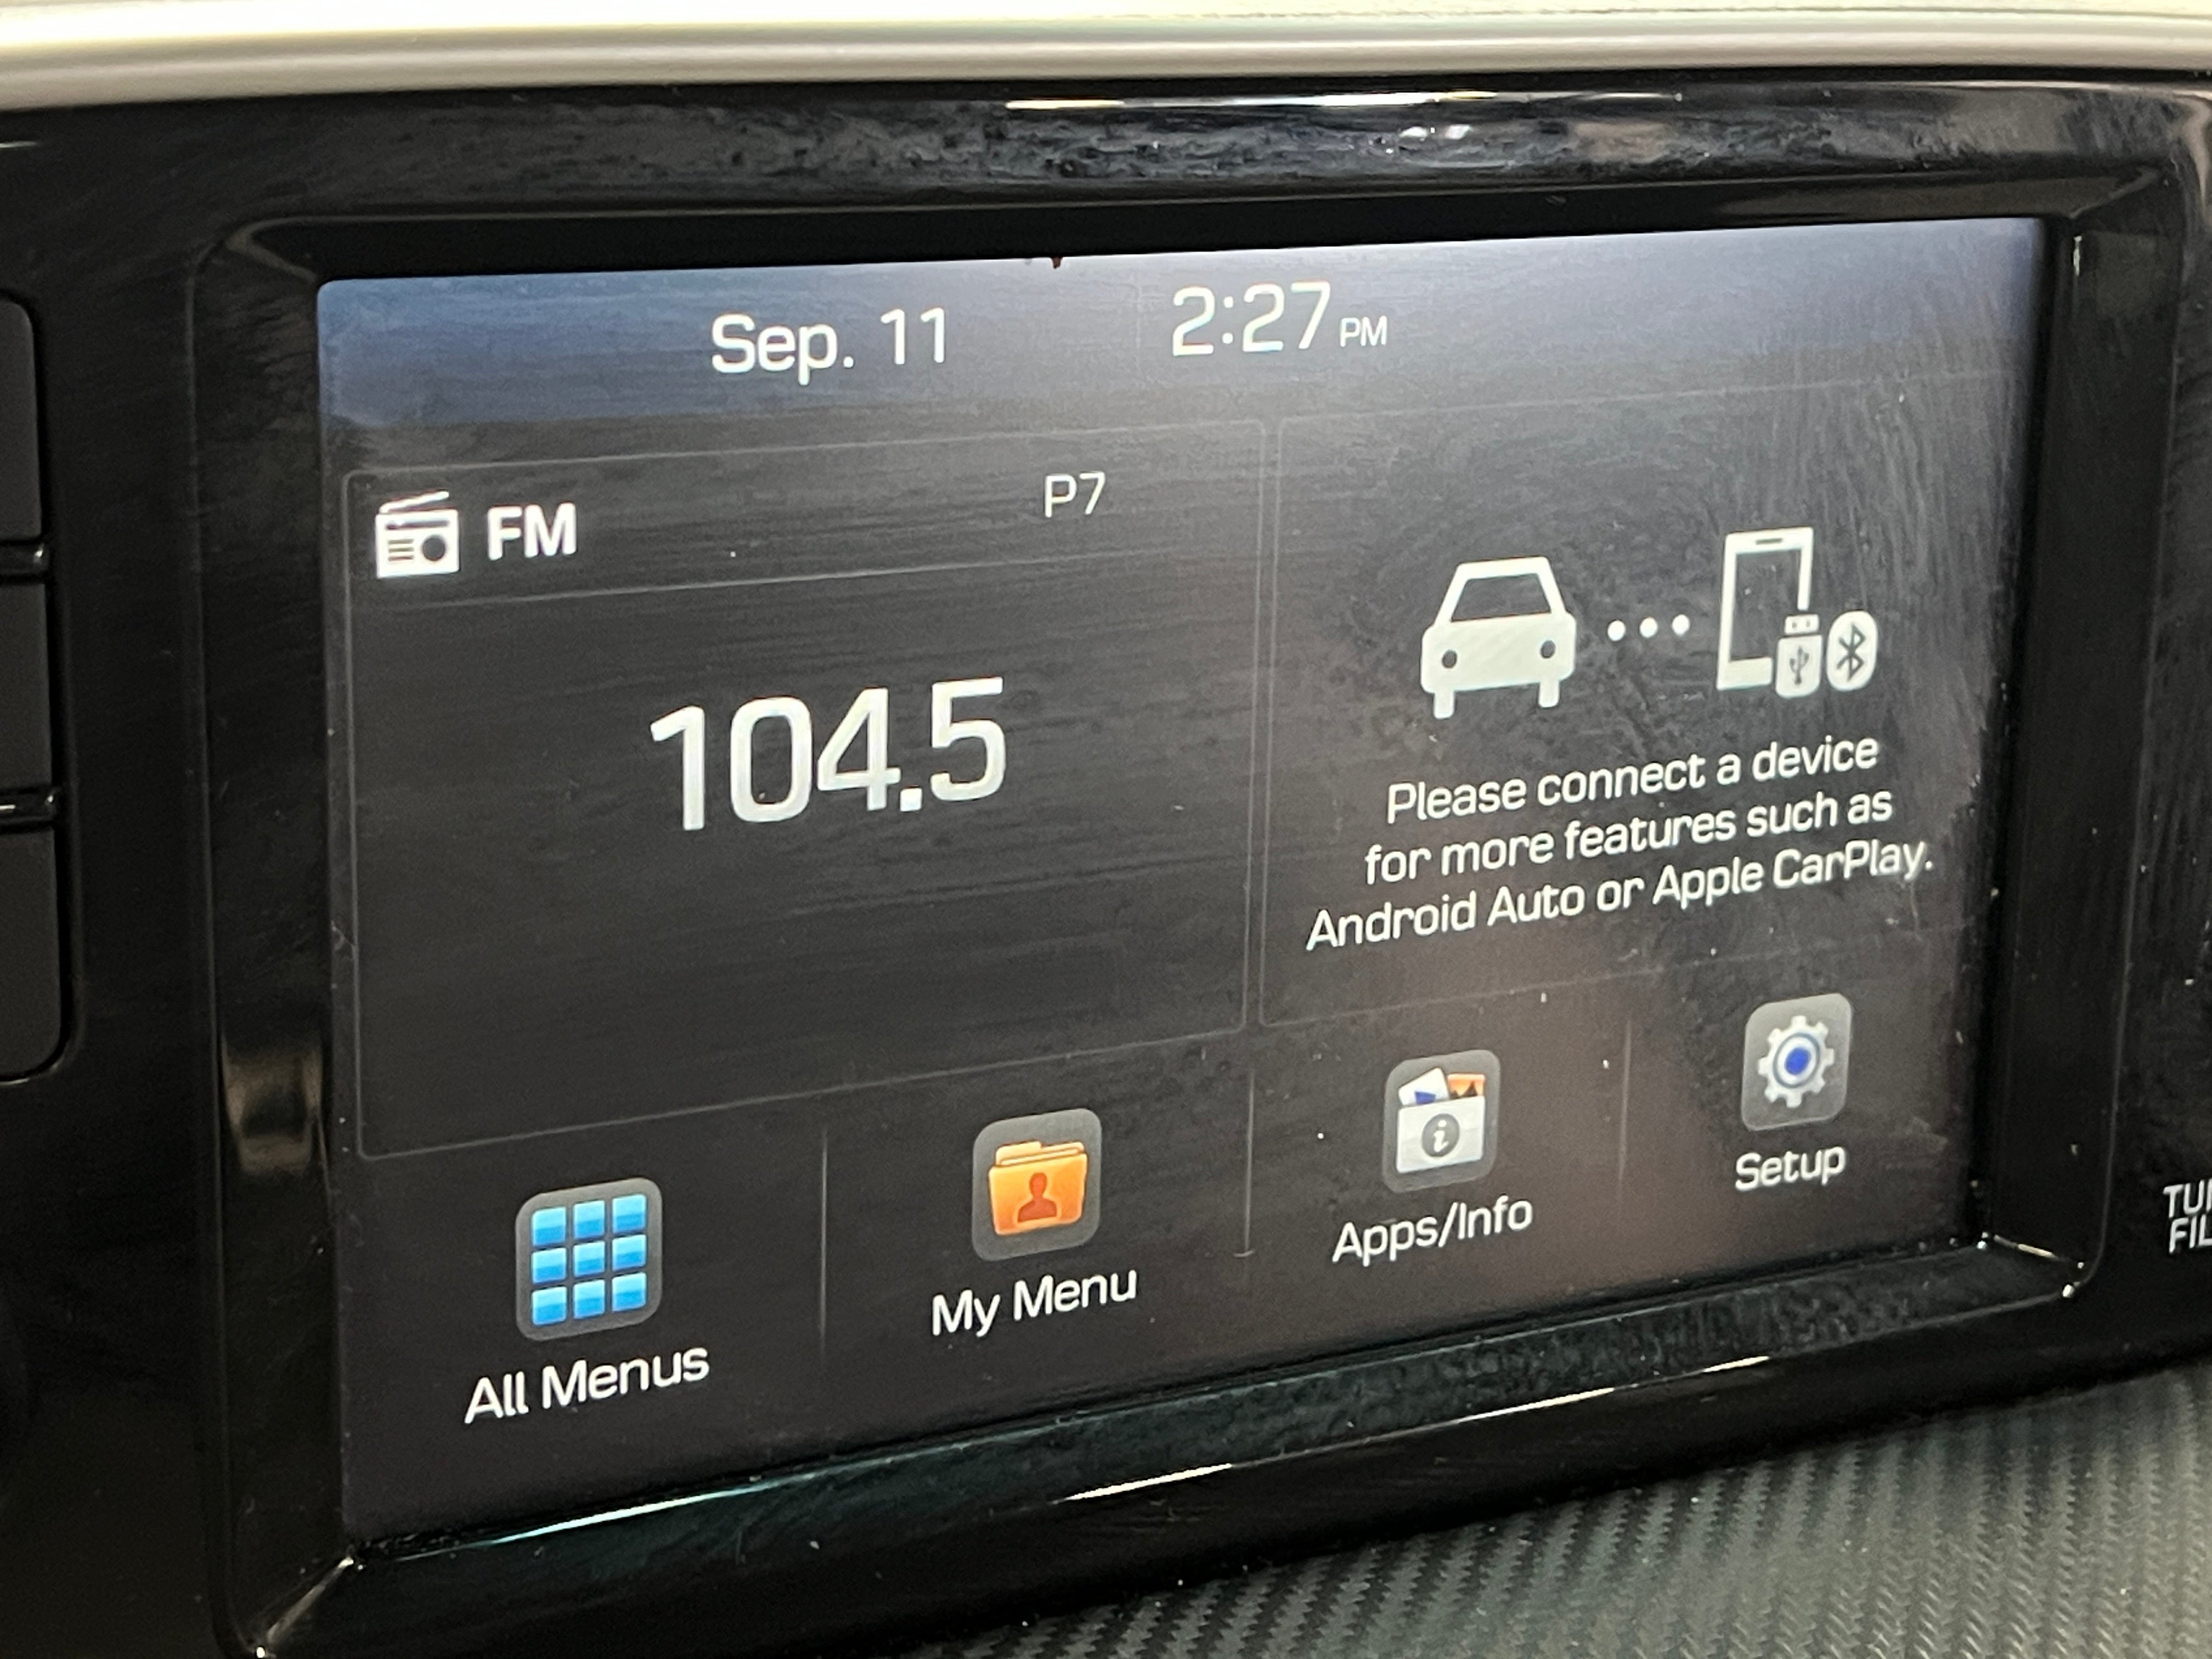 Sep. 11 2:27 PM
FM P7
104.5
Please connect a device
for more features such as
Android Auto or Apple CarPlay.
All Menus
My Menu
Apps/Info
Setup